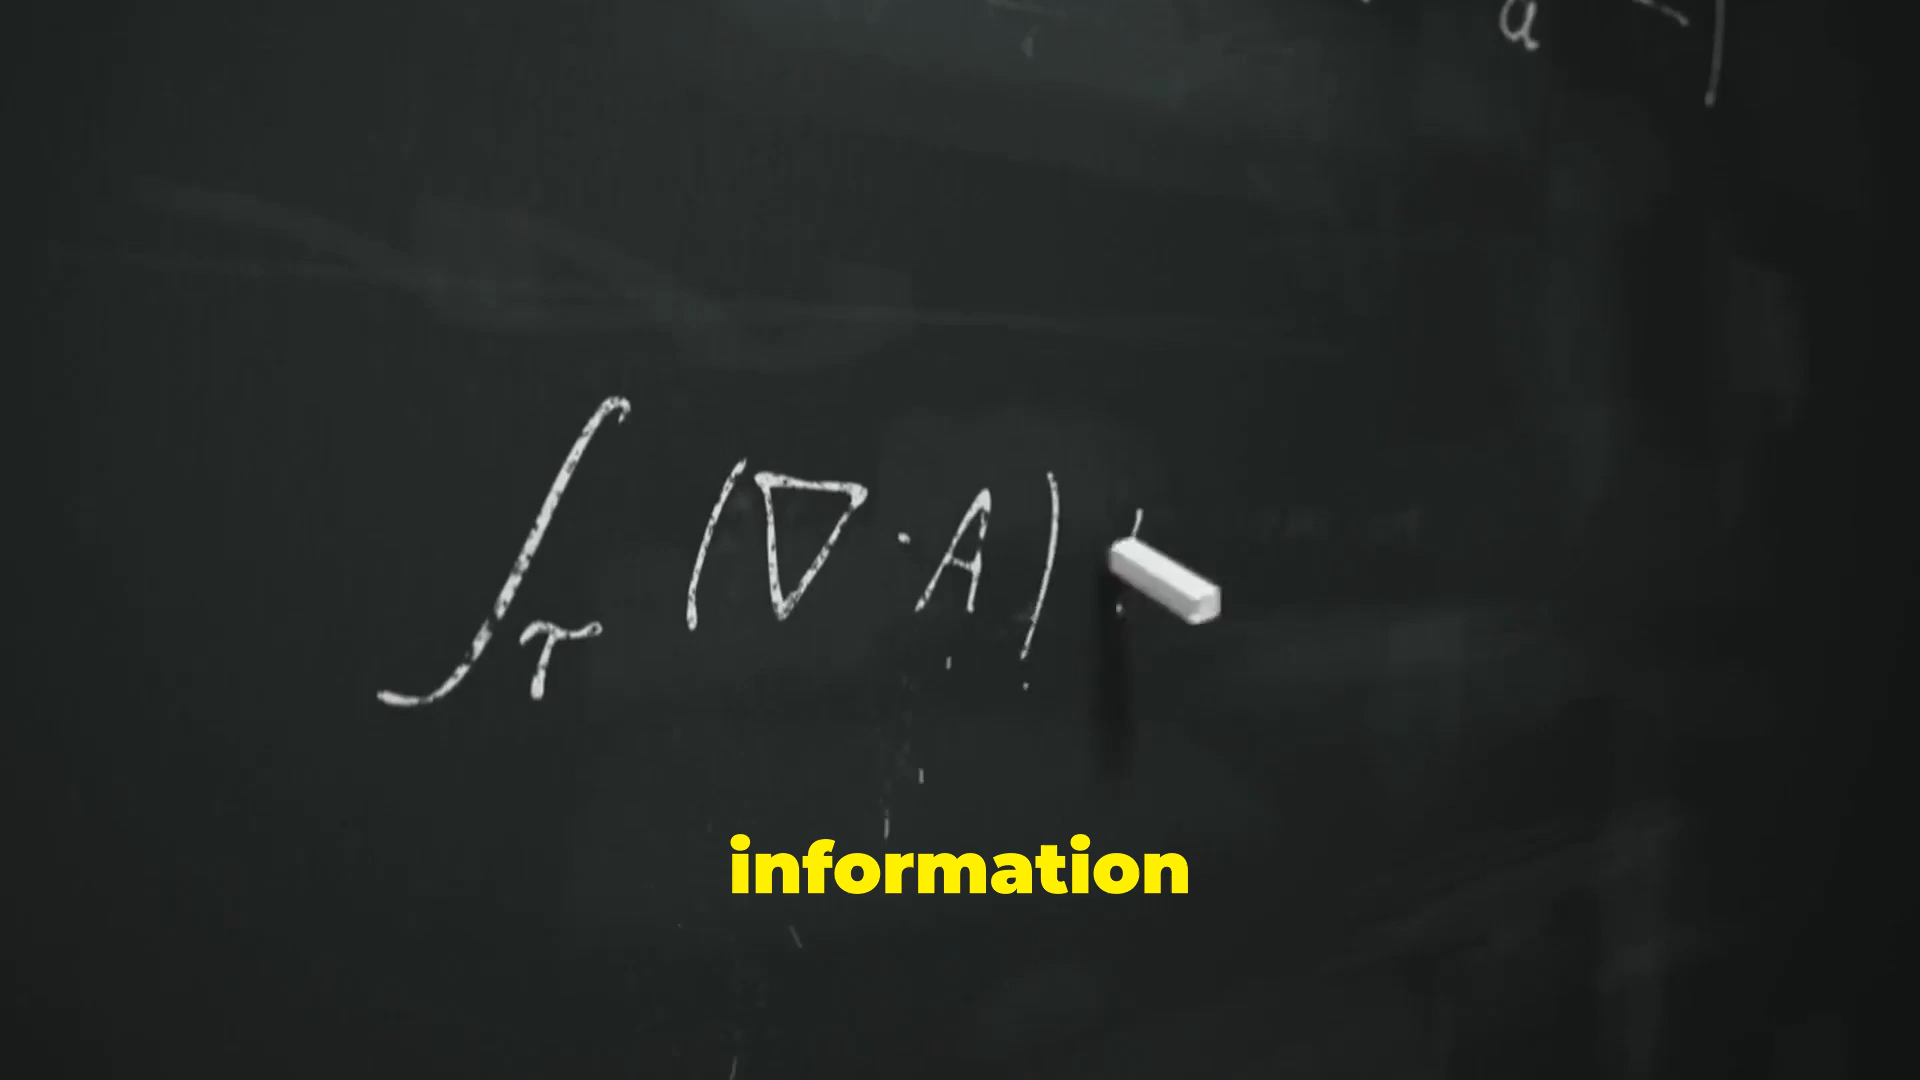 a
∫τ (∇ · A)
information